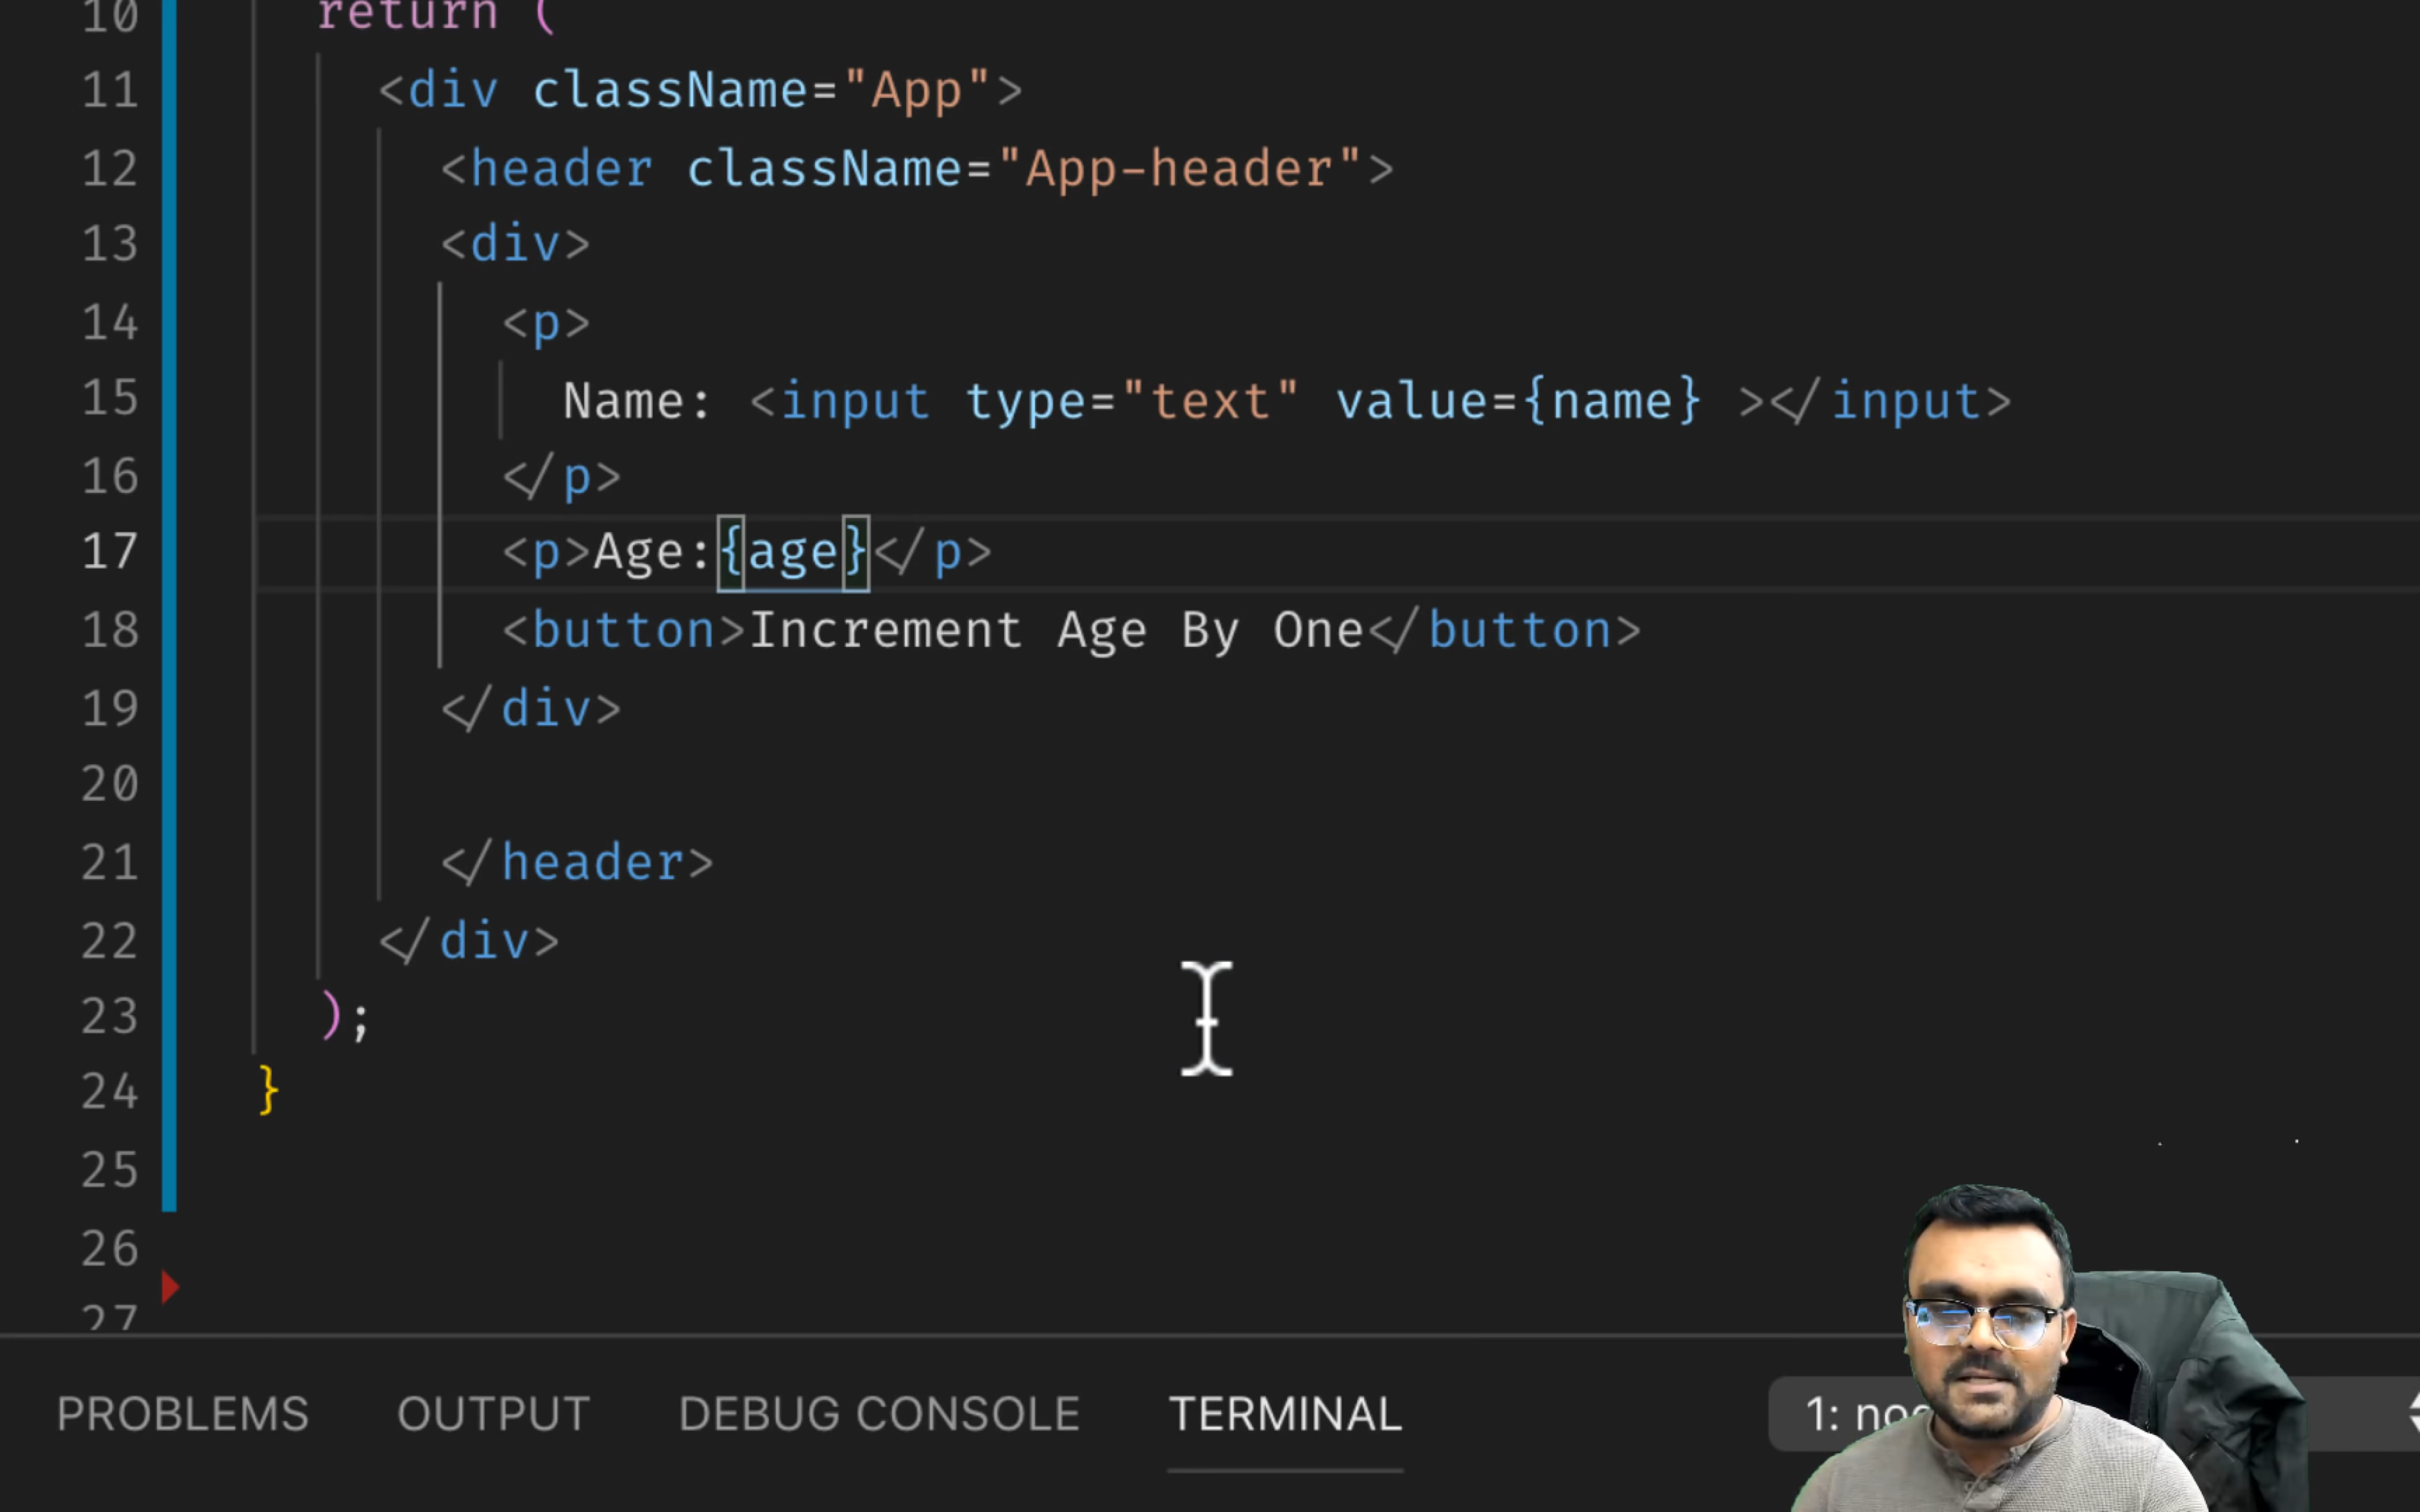 10 return (
11 <div className="App">
12 <header className="App-header">
13 <div>
14 <p>
15 Name: <input type="text" value={name} ></input>
16 </p>
17 <p>Age:{age}</p>
18 <button>Increment Age By One</button>
19 </div>
20
21 </header>
22 </div>
23 );
24 }
25
26
27
PROBLEMS OUTPUT DEBUG CONSOLE TERMINAL 1: